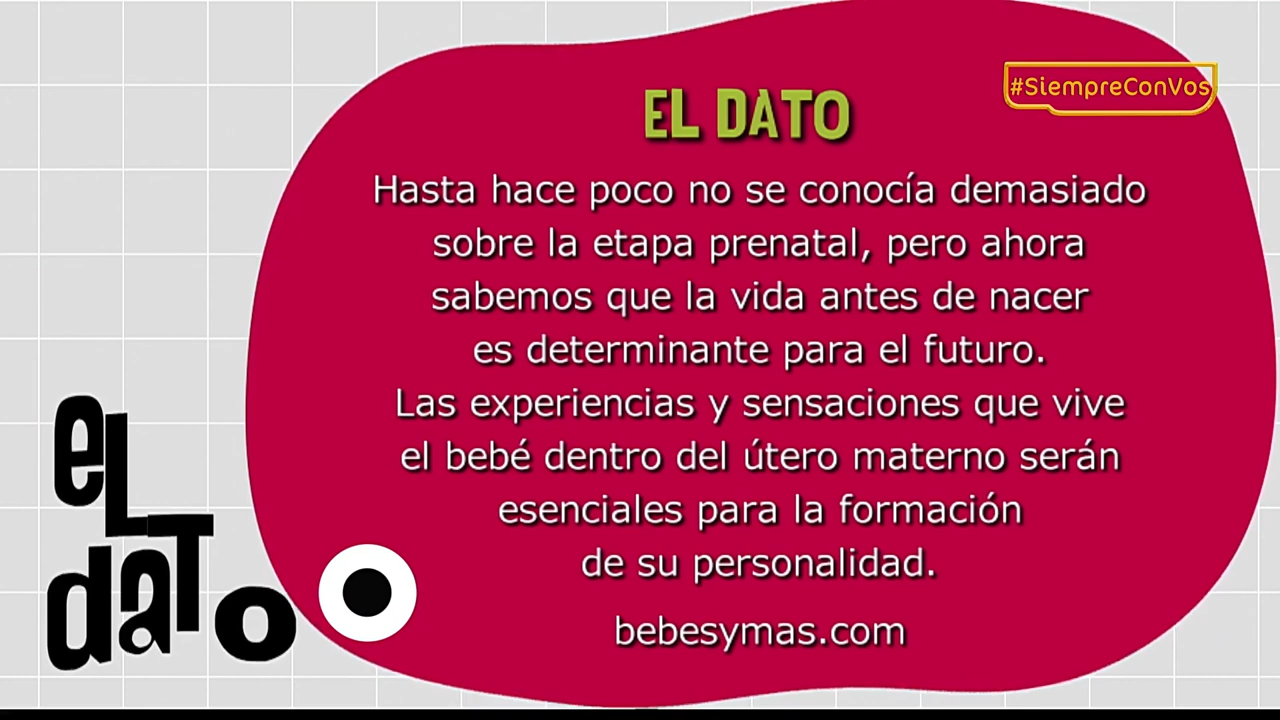 #SiempreConVos
EL DATO
Hasta hace poco no se conocía demasiado
sobre la etapa prenatal, pero ahora
sabemos que la vida antes de nacer
es determinante para el futuro.
Las experiencias y sensaciones que vive
el bebé dentro del útero materno serán
esenciales para la formación
de su personalidad.
bebesymas.com
eL
daTo